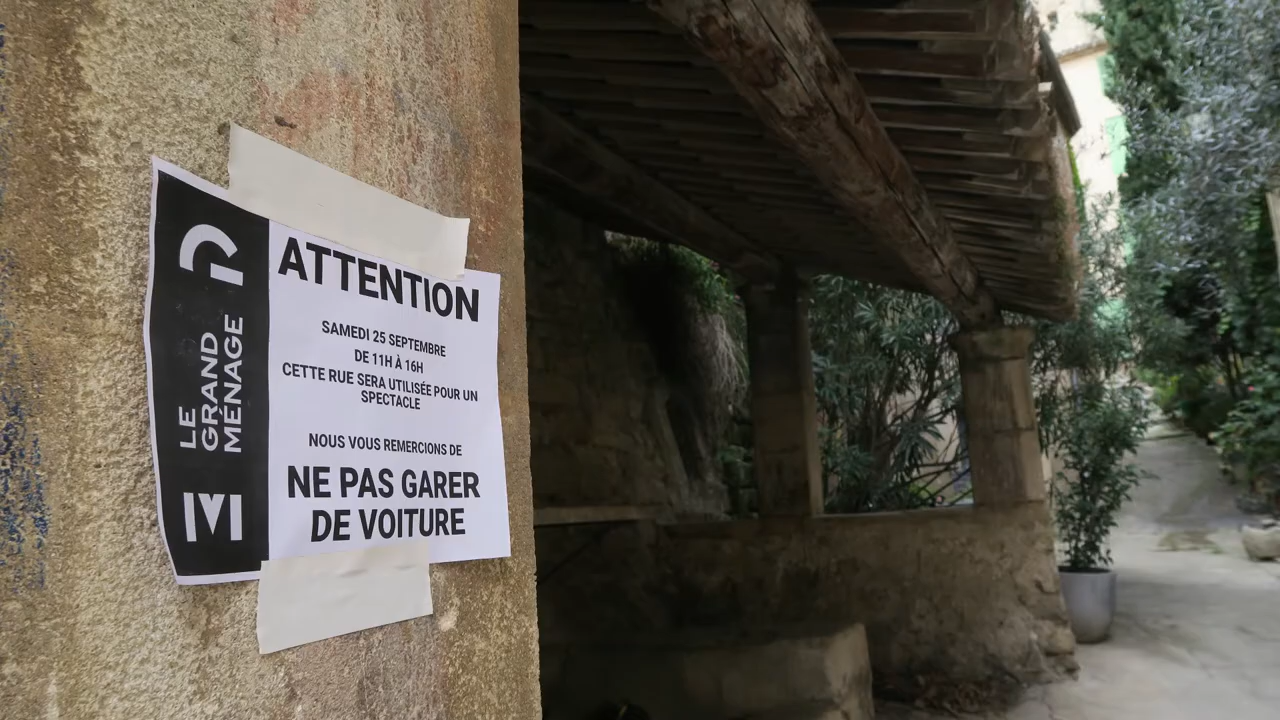 LE
GRAND
MÉNAGE
ATTENTION
SAMEDI 25 SEPTEMBRE
DE 11H À 16H
CETTE RUE SERA UTILISÉE POUR UN
SPECTACLE
NOUS VOUS REMERCIONS DE
NE PAS GARER
DE VOITURE